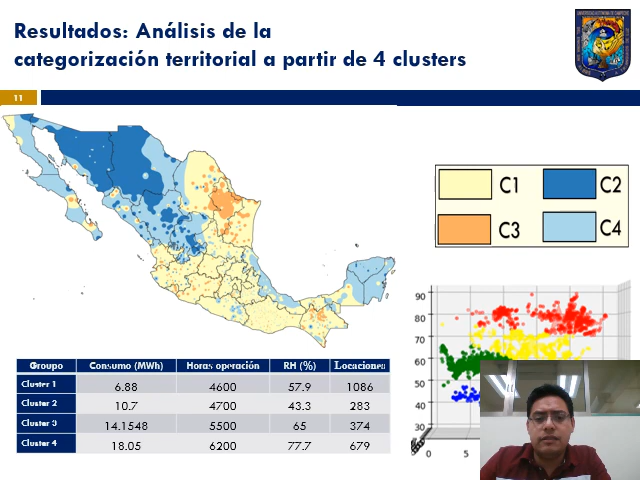 Resultados: Análisis de la
categorización territorial a partir de 4 clusters
11
C1 C2
C3 C4
Groupo Consumo (MWh) Horas operación RH (%) Locaciones
Cluster 1 6.88 4600 57.9 1086
Cluster 2 10.7 4700 43.3 283
Cluster 3 14.1548 5500 65 374
Cluster 4 18.05 6200 77.7 679
90
80
70
60
50
40
0 5